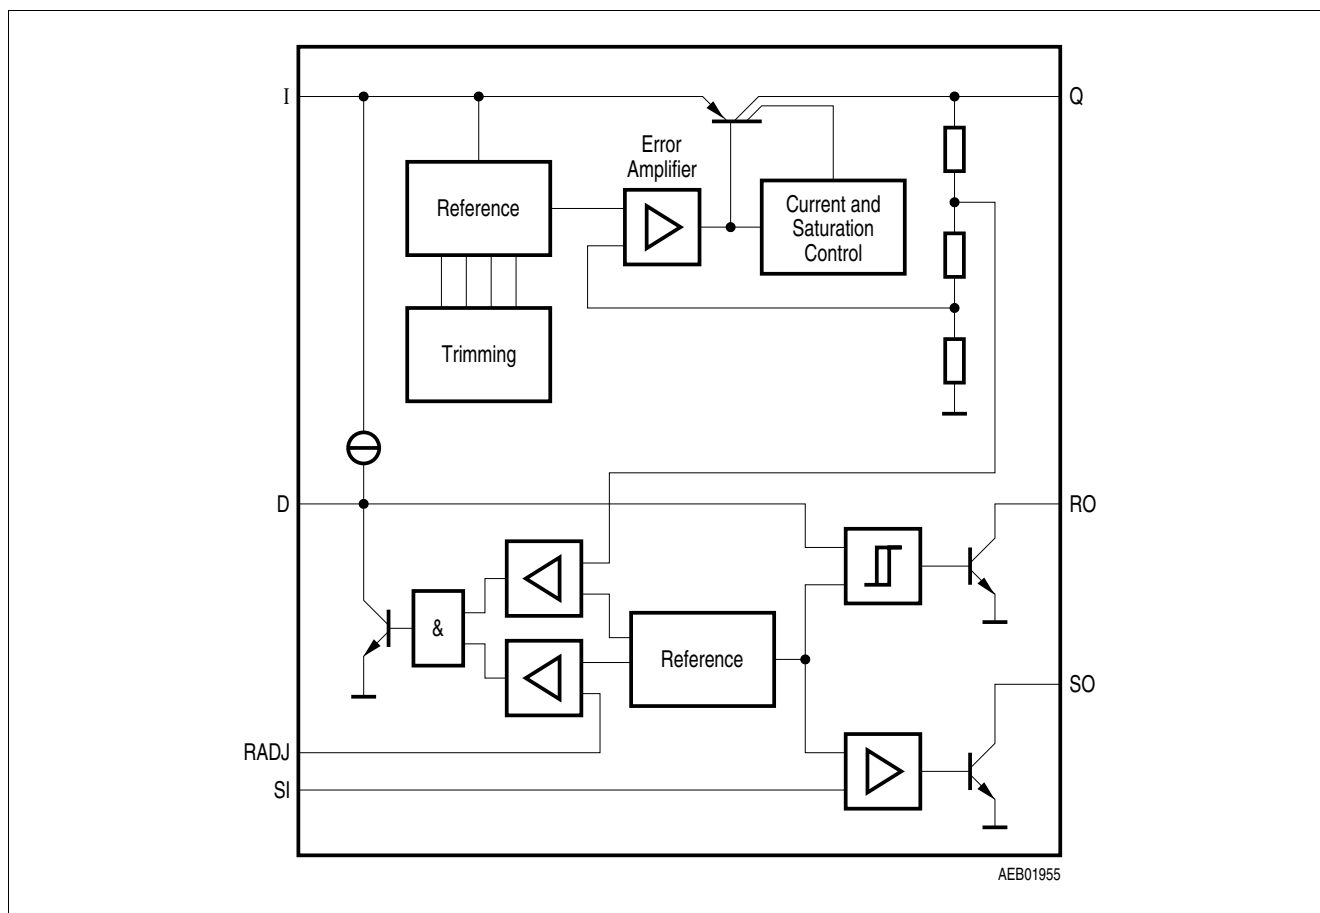 I
Q
Error
Amplifier
Reference
Current and
Saturation
Control
Trimming
D
RO
&
Reference
SO
RADJ
SI
AEB01955